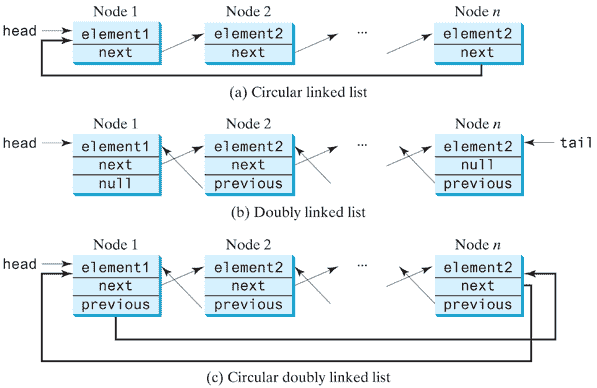 Node 1 Node 2 Node n
head element1 element2 ... element2
next next next
(a) Circular linked list
Node 1 Node 2 Node n
head element1 element2 ... element2 tail
next next null
null previous previous
(b) Doubly linked list
Node 1 Node 2 Node n
head element1 element2 ... element2
next next next
previous previous previous
(c) Circular doubly linked list